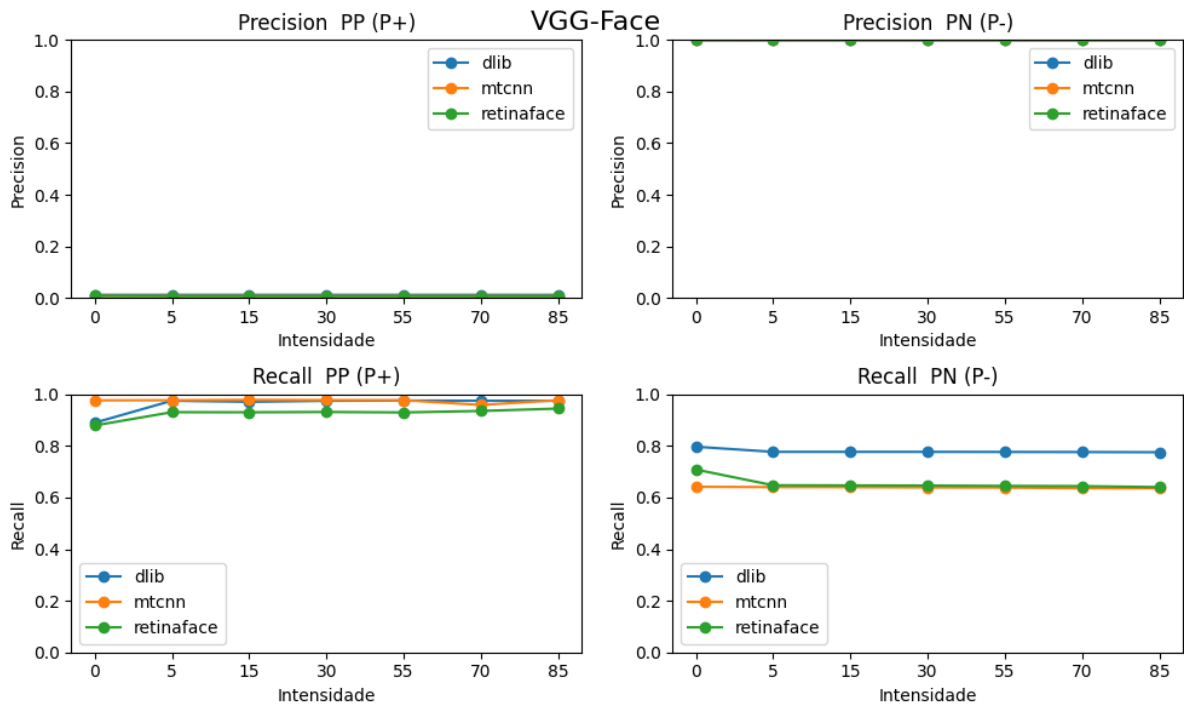 VGG-Face
Precision PP (P+)
1.0
0.8
0.6
0.4
0.2
0.0
Precision
dlib
mtcnn
retinaface
0 5 15 30 55 70 85
Intensidade
Precision PN (P-)
1.0
0.8
0.6
0.4
0.2
0.0
Precision
dlib
mtcnn
retinaface
0 5 15 30 55 70 85
Intensidade
Recall PP (P+)
1.0
0.8
0.6
0.4
0.2
0.0
Recall
dlib
mtcnn
retinaface
0 5 15 30 55 70 85
Intensidade
Recall PN (P-)
1.0
0.8
0.6
0.4
0.2
0.0
Recall
dlib
mtcnn
retinaface
0 5 15 30 55 70 85
Intensidade